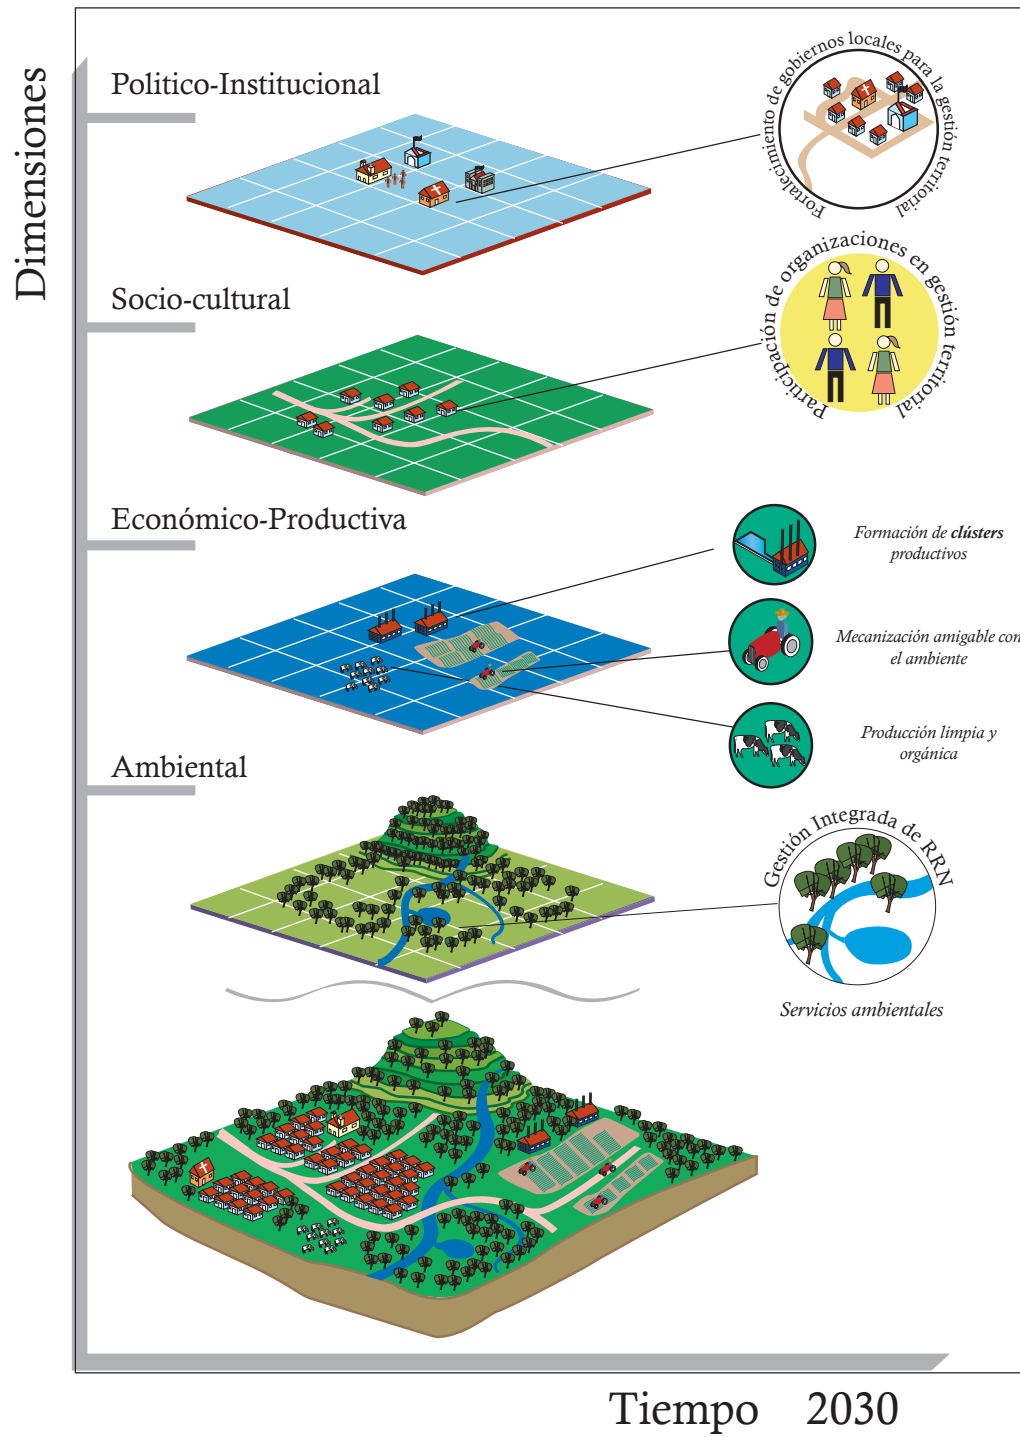 Dimensiones
Politico-Institucional
Fortalecimiento de gobiernos locales para la gestión territorial
Socio-cultural
Participación de organizaciones en gestión territorial
Económico-Productiva
Formación de clústers
productivos
Mecanización amigable con
el ambiente
Producción limpia y
orgánica
Ambiental
Gestión Integrada de RRN
Servicios ambientales
Tiempo 2030